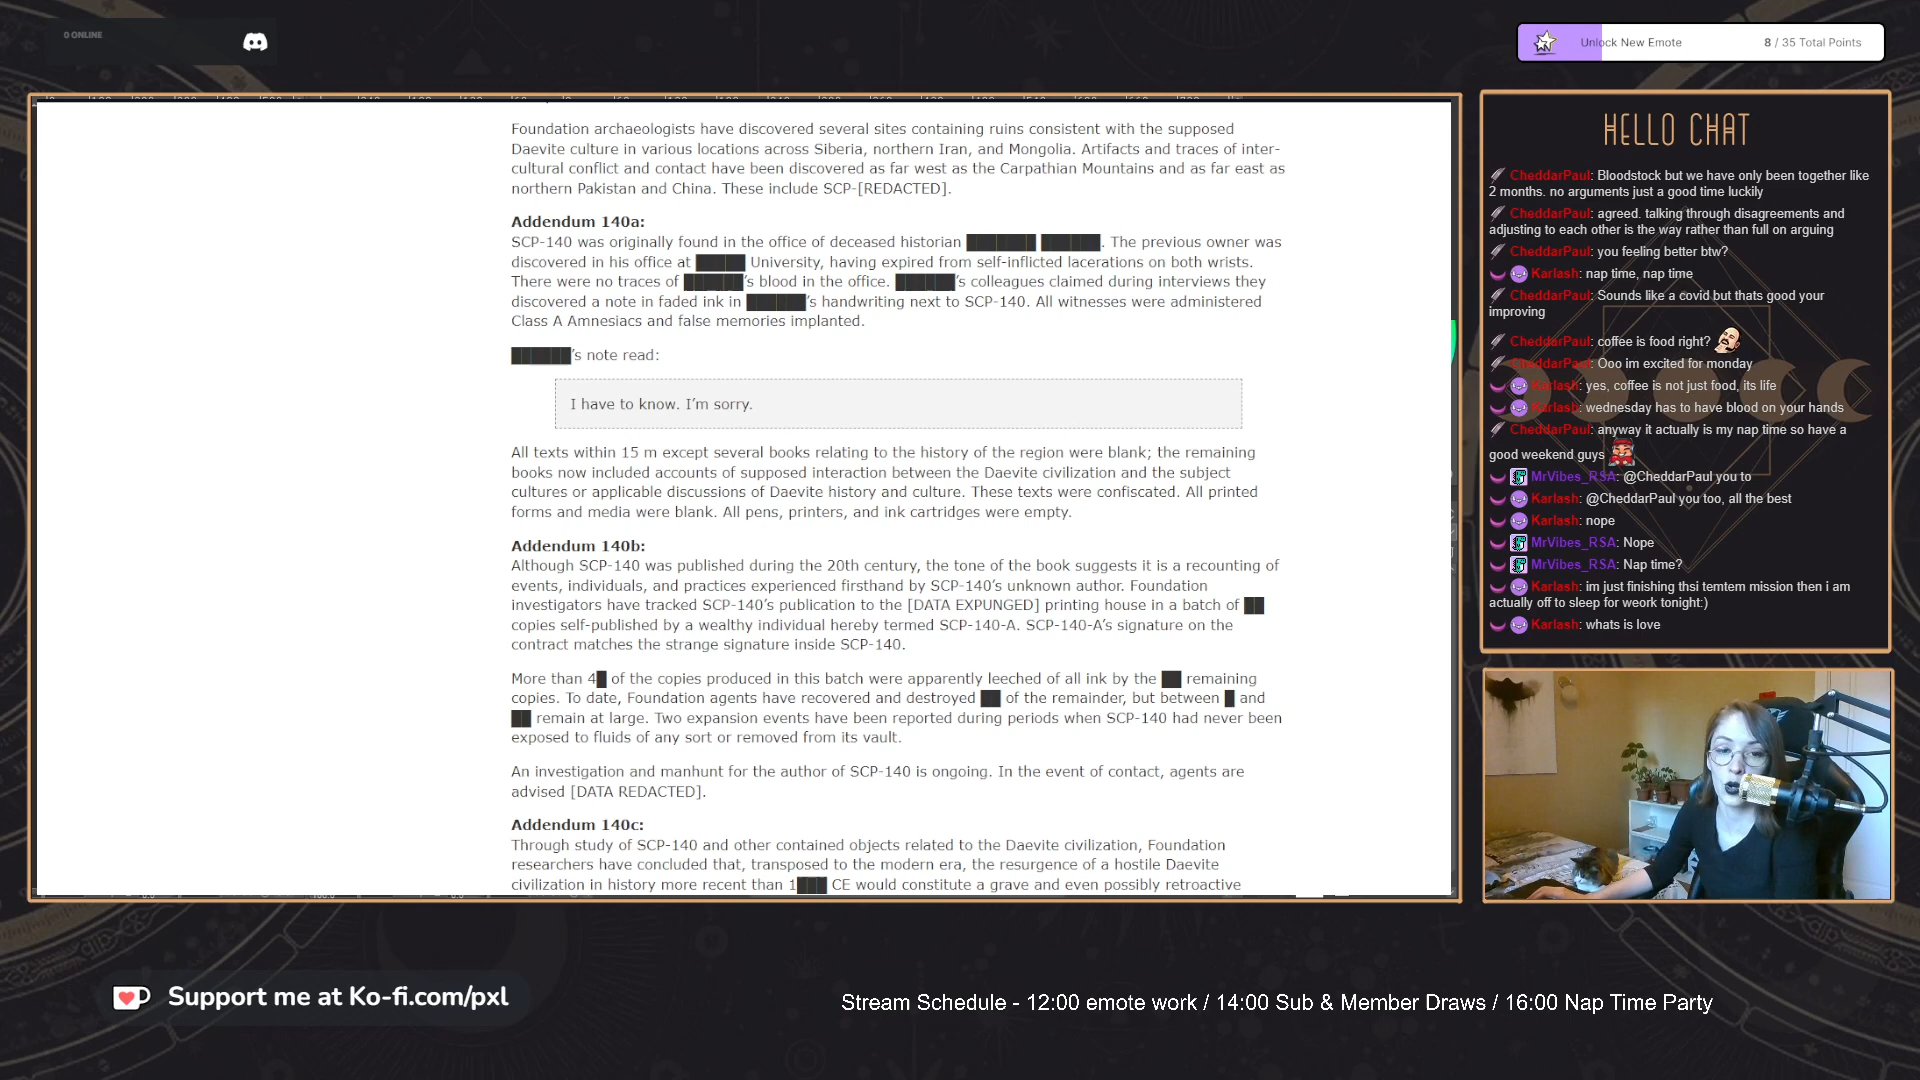 0 ONLINE
Unlock New Emote
8 / 35 Total Points
Foundation archaeologists have discovered several sites containing ruins consistent with the supposed
Daevite culture in various locations across Siberia, northern Iran, and Mongolia. Artifacts and traces of inter-
cultural conflict and contact have been discovered as far west as the Carpathian Mountains and as far east as
northern Pakistan and China. These include SCP-[REDACTED].
Addendum 140a:
SCP-140 was originally found in the office of deceased historian ███████ ██████. The previous owner was
discovered in his office at █████ University, having expired from self-inflicted lacerations on both wrists.
There were no traces of ██████'s blood in the office. ██████'s colleagues claimed during interviews they
discovered a note in faded ink in ██████'s handwriting next to SCP-140. All witnesses were administered
Class A Amnesiacs and false memories implanted.
██████'s note read:
I have to know. I'm sorry.
All texts within 15 m except several books relating to the history of the region were blank; the remaining
books now included accounts of supposed interaction between the Daevite civilization and the subject
cultures or applicable discussions of Daevite history and culture. These texts were confiscated. All printed
forms and media were blank. All pens, printers, and ink cartridges were empty.
Addendum 140b:
Although SCP-140 was published during the 20th century, the tone of the book suggests it is a recounting of
events, individuals, and practices experienced firsthand by SCP-140's unknown author. Foundation
investigators have tracked SCP-140's publication to the [DATA EXPUNGED] printing house in a batch of ██
copies self-published by a wealthy individual hereby termed SCP-140-A. SCP-140-A's signature on the
contract matches the strange signature inside SCP-140.
More than 4█ of the copies produced in this batch were apparently leeched of all ink by the ██ remaining
copies. To date, Foundation agents have recovered and destroyed ██ of the remainder, but between █ and
██ remain at large. Two expansion events have been reported during periods when SCP-140 had never been
exposed to fluids of any sort or removed from its vault.
An investigation and manhunt for the author of SCP-140 is ongoing. In the event of contact, agents are
advised [DATA REDACTED].
Addendum 140c:
Through study of SCP-140 and other contained objects related to the Daevite civilization, Foundation
researchers have concluded that, transposed to the modern era, the resurgence of a hostile Daevite
civilization in history more recent than 1███ CE would constitute a grave and even possibly retroactive
HELLO CHAT
CheddarPaul: Bloodstock but we have only been together like
2 months. no arguments just a good time luckily
CheddarPaul: agreed. talking through disagreements and
adjusting to each other is the way rather than full on arguing
CheddarPaul: you feeling better btw?
Karlash: nap time, nap time
CheddarPaul: Sounds like a covid but thats good your
improving
CheddarPaul: coffee is food right?
CheddarPaul: Ooo im excited for monday
Karlash: yes, coffee is not just food, its life
Karlash: wednesday has to have blood on your hands
CheddarPaul: anyway it actually is my nap time so have a
good weekend guys
MrVibes_RSA: @CheddarPaul you to
Karlash: @CheddarPaul you too, all the best
Karlash: nope
MrVibes_RSA: Nope
MrVibes_RSA: Nap time?
Karlash: im just finishing thsi temtem mission then i am
actually off to sleep for weork tonight:)
Karlash: whats is love
Support me at Ko-fi.com/pxl
Stream Schedule - 12:00 emote work / 14:00 Sub & Member Draws / 16:00 Nap Time Party